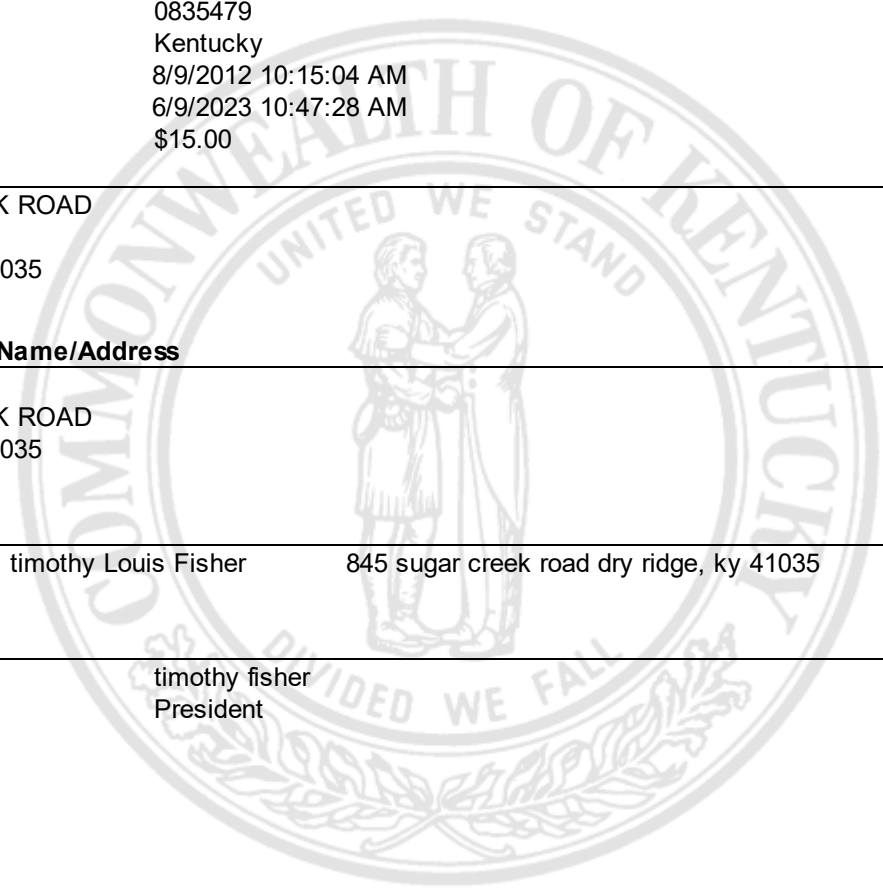 0835479
Kentucky
8/9/2012 10:15:04 AM
6/9/2023 10:47:28 AM
$15.00
K ROAD
035
Name/Address
K ROAD
035
timothy Louis Fisher 845 sugar creek road dry ridge, ky 41035
timothy fisher
President
COMMONWEALTH OF KENTUCKY
UNITED WE STAND
DIVIDED WE FALL